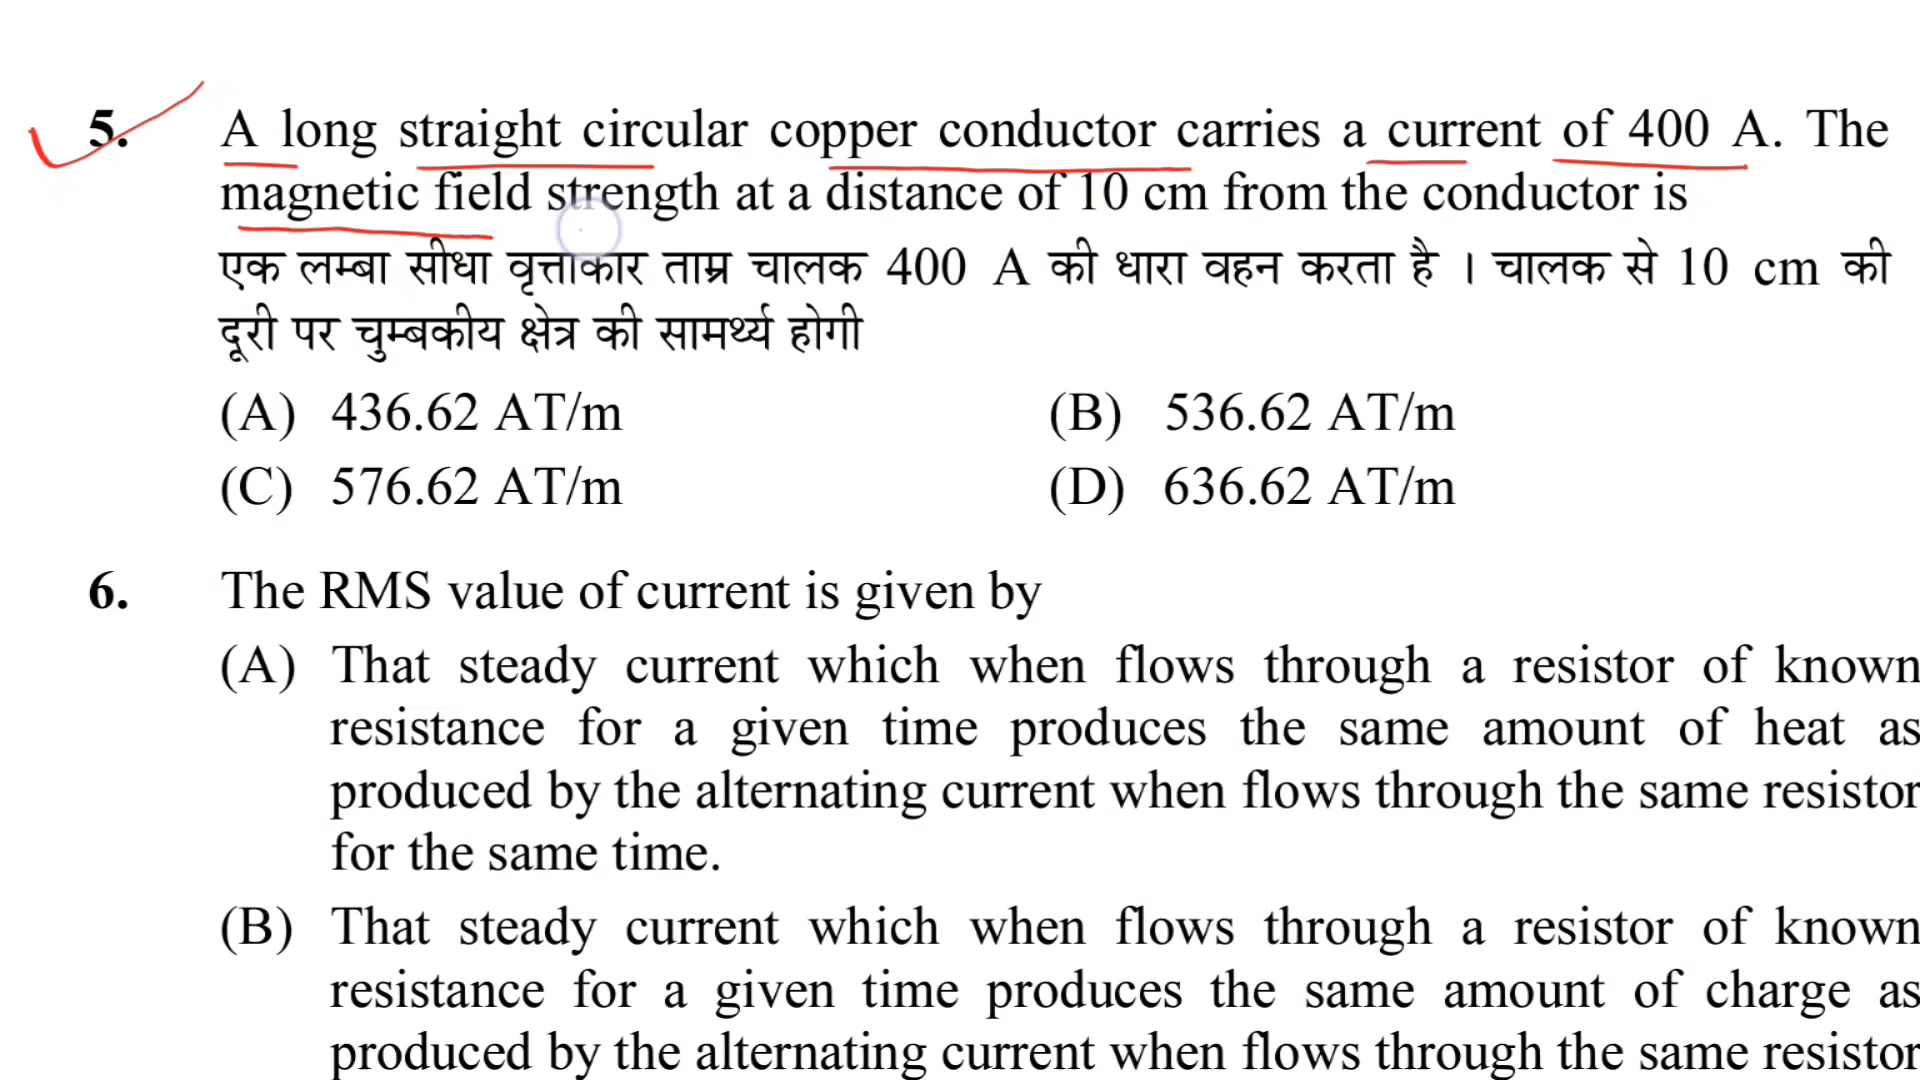 5. A long straight circular copper conductor carries a current of 400 A. The
magnetic field strength at a distance of 10 cm from the conductor is
एक लम्बा सीधा वृत्ताकार ताम्र चालक 400 A की धारा वहन करता है । चालक से 10 cm की
दूरी पर चुम्बकीय क्षेत्र की सामर्थ्य होगी
(A) 436.62 AT/m (B) 536.62 AT/m
(C) 576.62 AT/m (D) 636.62 AT/m
6. The RMS value of current is given by
(A) That steady current which when flows through a resistor of known
resistance for a given time produces the same amount of heat as
produced by the alternating current when flows through the same resistor
for the same time.
(B) That steady current which when flows through a resistor of known
resistance for a given time produces the same amount of charge as
produced by the alternating current when flows through the same resistor